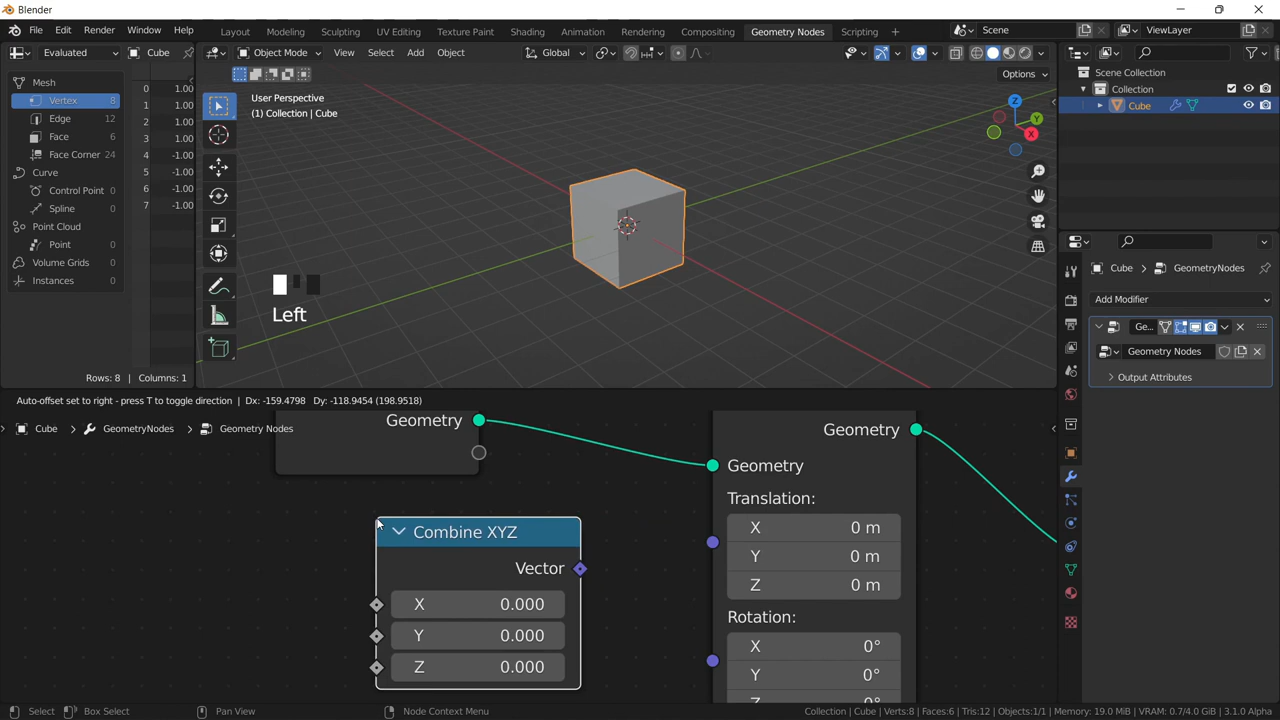 Blender
File Edit Render Window Help
Layout Modeling Sculpting UV Editing Texture Paint Shading Animation Rendering Compositing Geometry Nodes Scripting +
Scene
ViewLayer
Evaluated
Cube
Object Mode
View Select Add Object
Global
Options
User Perspective
(1) Collection | Cube
Mesh
Vertex 8
Edge 12
Face 6
Face Corner 24
Curve
Control Point 0
Spline 0
Point Cloud
Point 0
Volume Grids 0
Instances 0
0 1.00
1 1.00
2 1.00
3 1.00
4 -1.00
5 -1.00
6 -1.00
7 -1.00
Rows: 8 | Columns: 1
Left
Z
Y
X
Scene Collection
Collection
Cube
Cube > GeometryNodes
Add Modifier
Ge...
Geometry Nodes
Output Attributes
Auto-offset set to right - press T to toggle direction | Dx: -159.4798 Dy: -118.9454 (198.9518)
Cube > GeometryNodes > Geometry Nodes
Geometry
Combine XYZ
Vector
X 0.000
Y 0.000
Z 0.000
Geometry
Geometry
Translation:
X 0 m
Y 0 m
Z 0 m
Rotation:
X 0°
Y 0°
Z 0°
Select Box Select Pan View Node Context Menu
Collection | Cube | Verts:8 | Faces:6 | Tris:12 | Objects:1/1 | Memory: 19.0 MiB | VRAM: 0.7/4.0 GiB | 3.1.0 Alpha